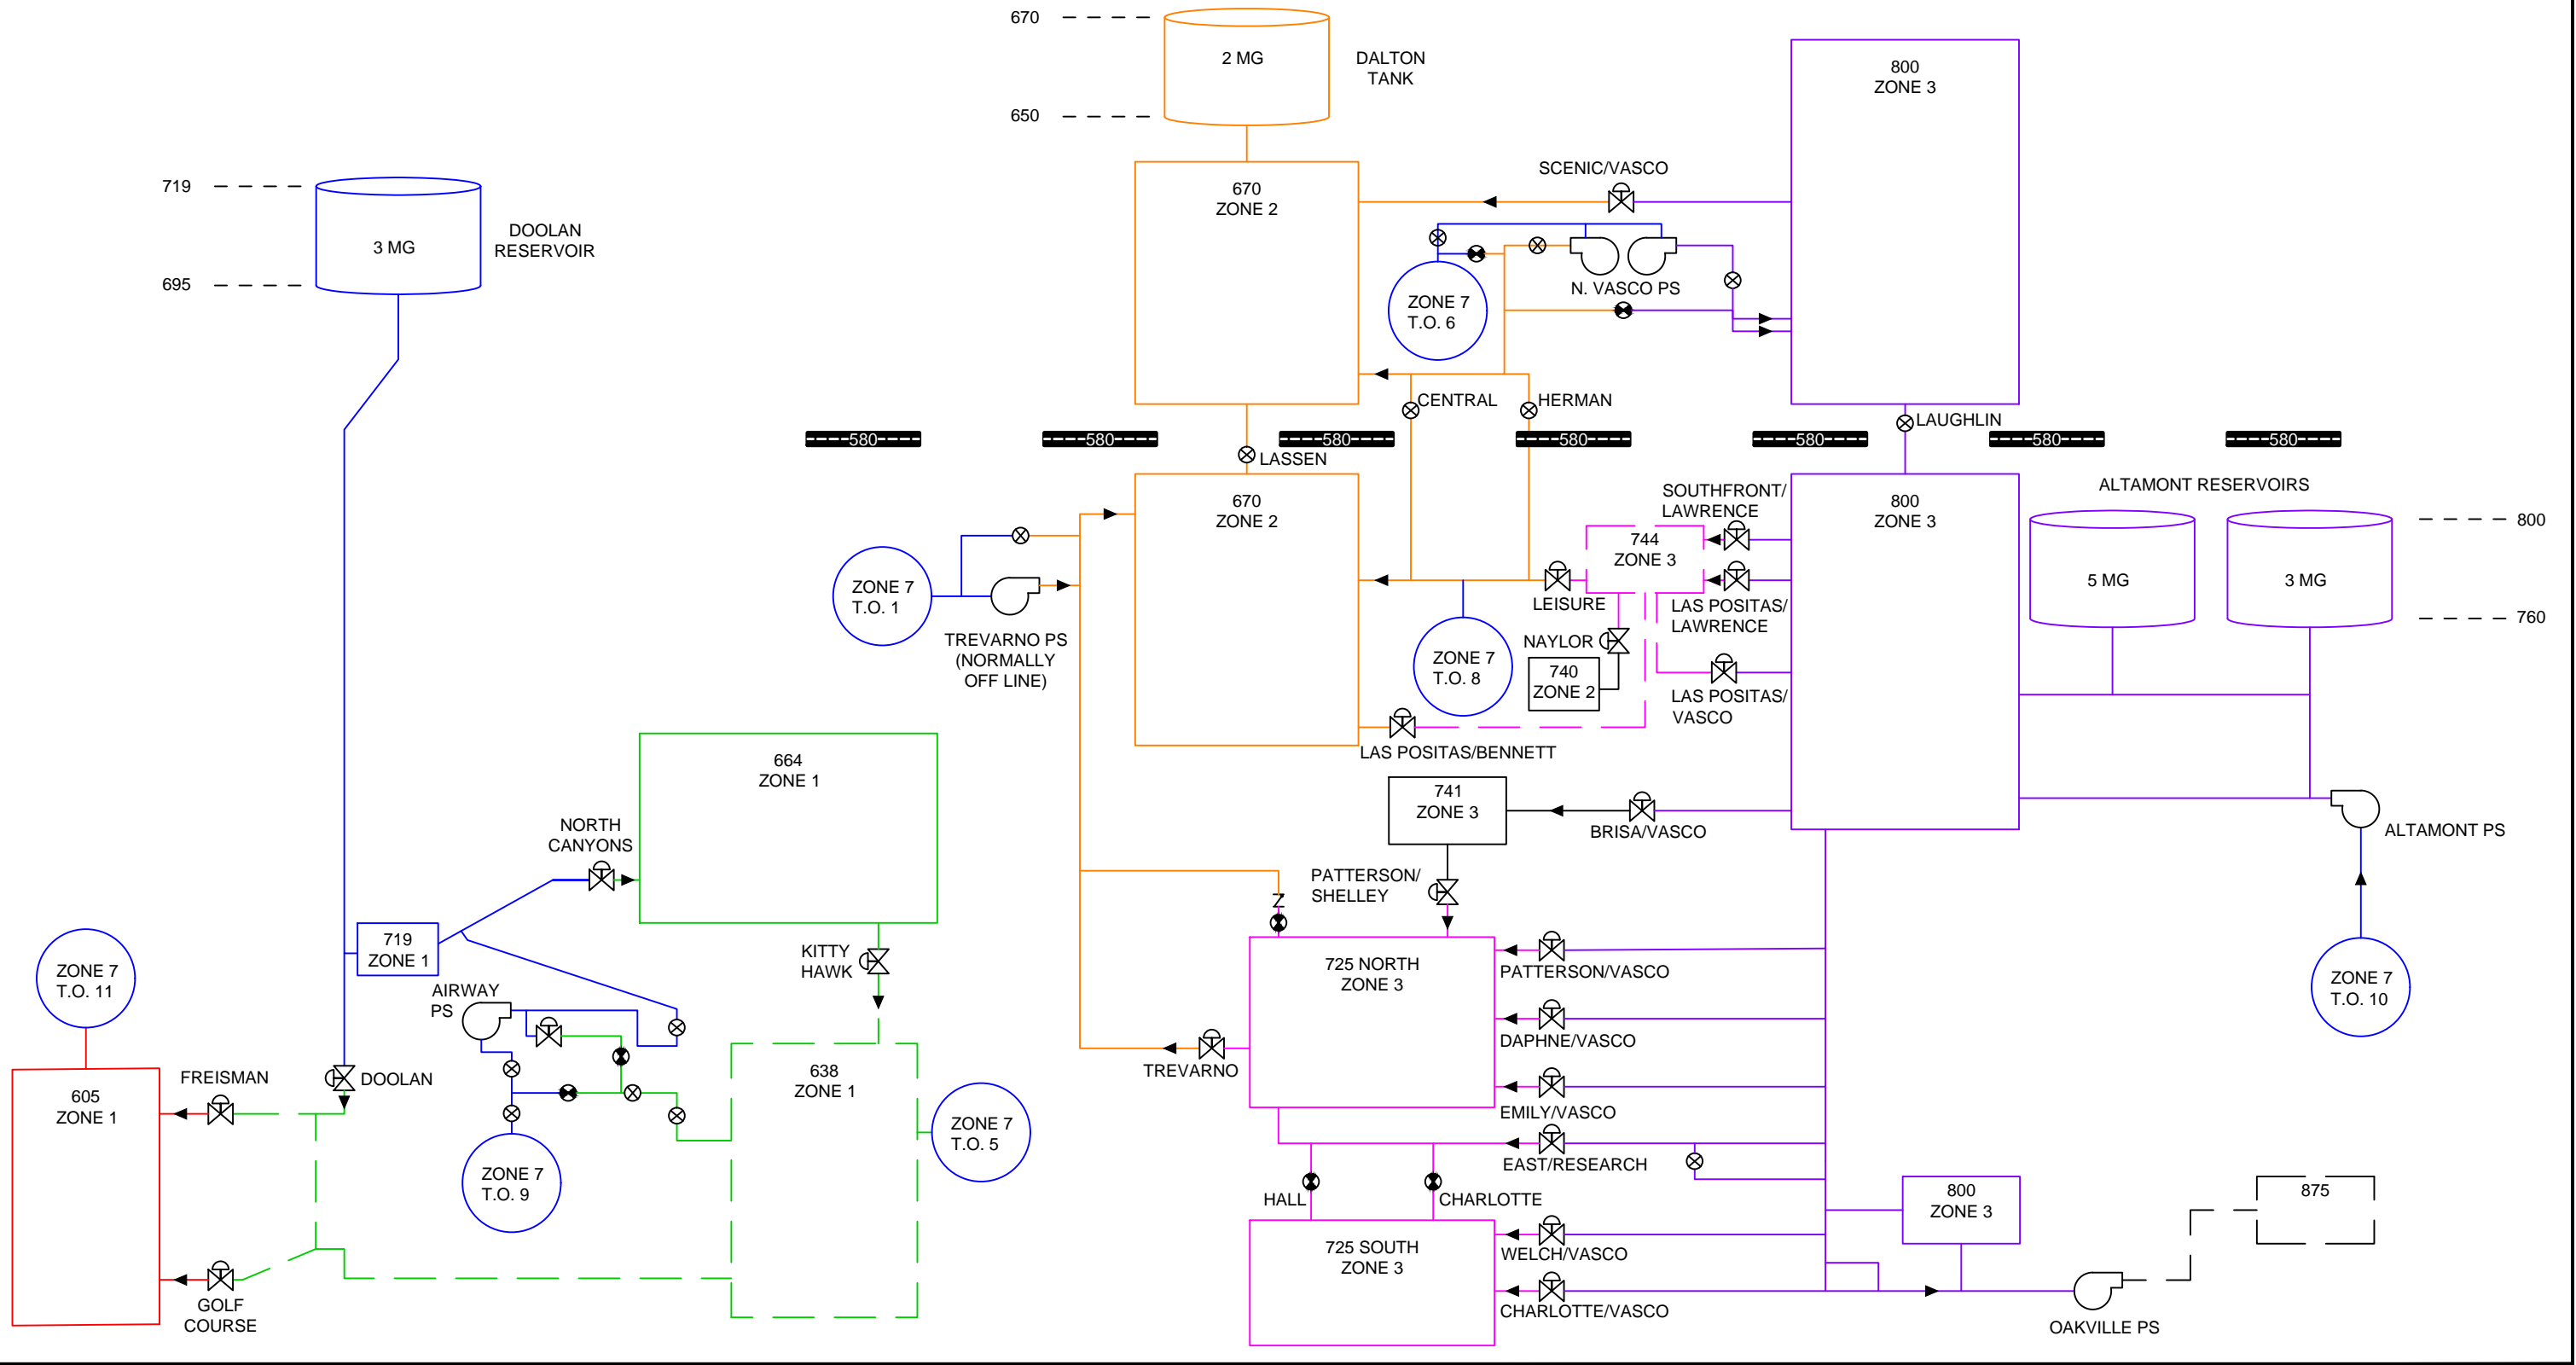 670
2 MG
DALTON
TANK
650
800
ZONE 3
719
3 MG
DOOLAN
RESERVOIR
695
670
ZONE 2
SCENIC/VASCO
N. VASCO PS
ZONE 7
T.O. 6
CENTRAL
HERMAN
LAUGHLIN
580
580
580
580
580
580
580
LASSEN
670
ZONE 2
SOUTHFRONT/
LAWRENCE
800
ZONE 3
ALTAMONT RESERVOIRS
5 MG
3 MG
800
760
744
ZONE 3
ZONE 7
T.O. 1
TREVARNO PS
(NORMALLY
OFF LINE)
LEISURE
LAS POSITAS/
LAWRENCE
NAYLOR
740
ZONE 2
ZONE 7
T.O. 8
LAS POSITAS/
VASCO
LAS POSITAS/BENNETT
664
ZONE 1
741
ZONE 3
BRISA/VASCO
ALTAMONT PS
NORTH
CANYONS
PATTERSON/
SHELLEY
719
ZONE 1
KITTY
HAWK
ZONE 7
T.O. 11
AIRWAY
PS
725 NORTH
ZONE 3
PATTERSON/VASCO
ZONE 7
T.O. 10
DAPHNE/VASCO
TREVARNO
605
ZONE 1
FREISMAN
DOOLAN
638
ZONE 1
EMILY/VASCO
ZONE 7
T.O. 5
ZONE 7
T.O. 9
EAST/RESEARCH
HALL
CHARLOTTE
800
ZONE 3
875
725 SOUTH
ZONE 3
WELCH/VASCO
GOLF
COURSE
CHARLOTTE/VASCO
OAKVILLE PS